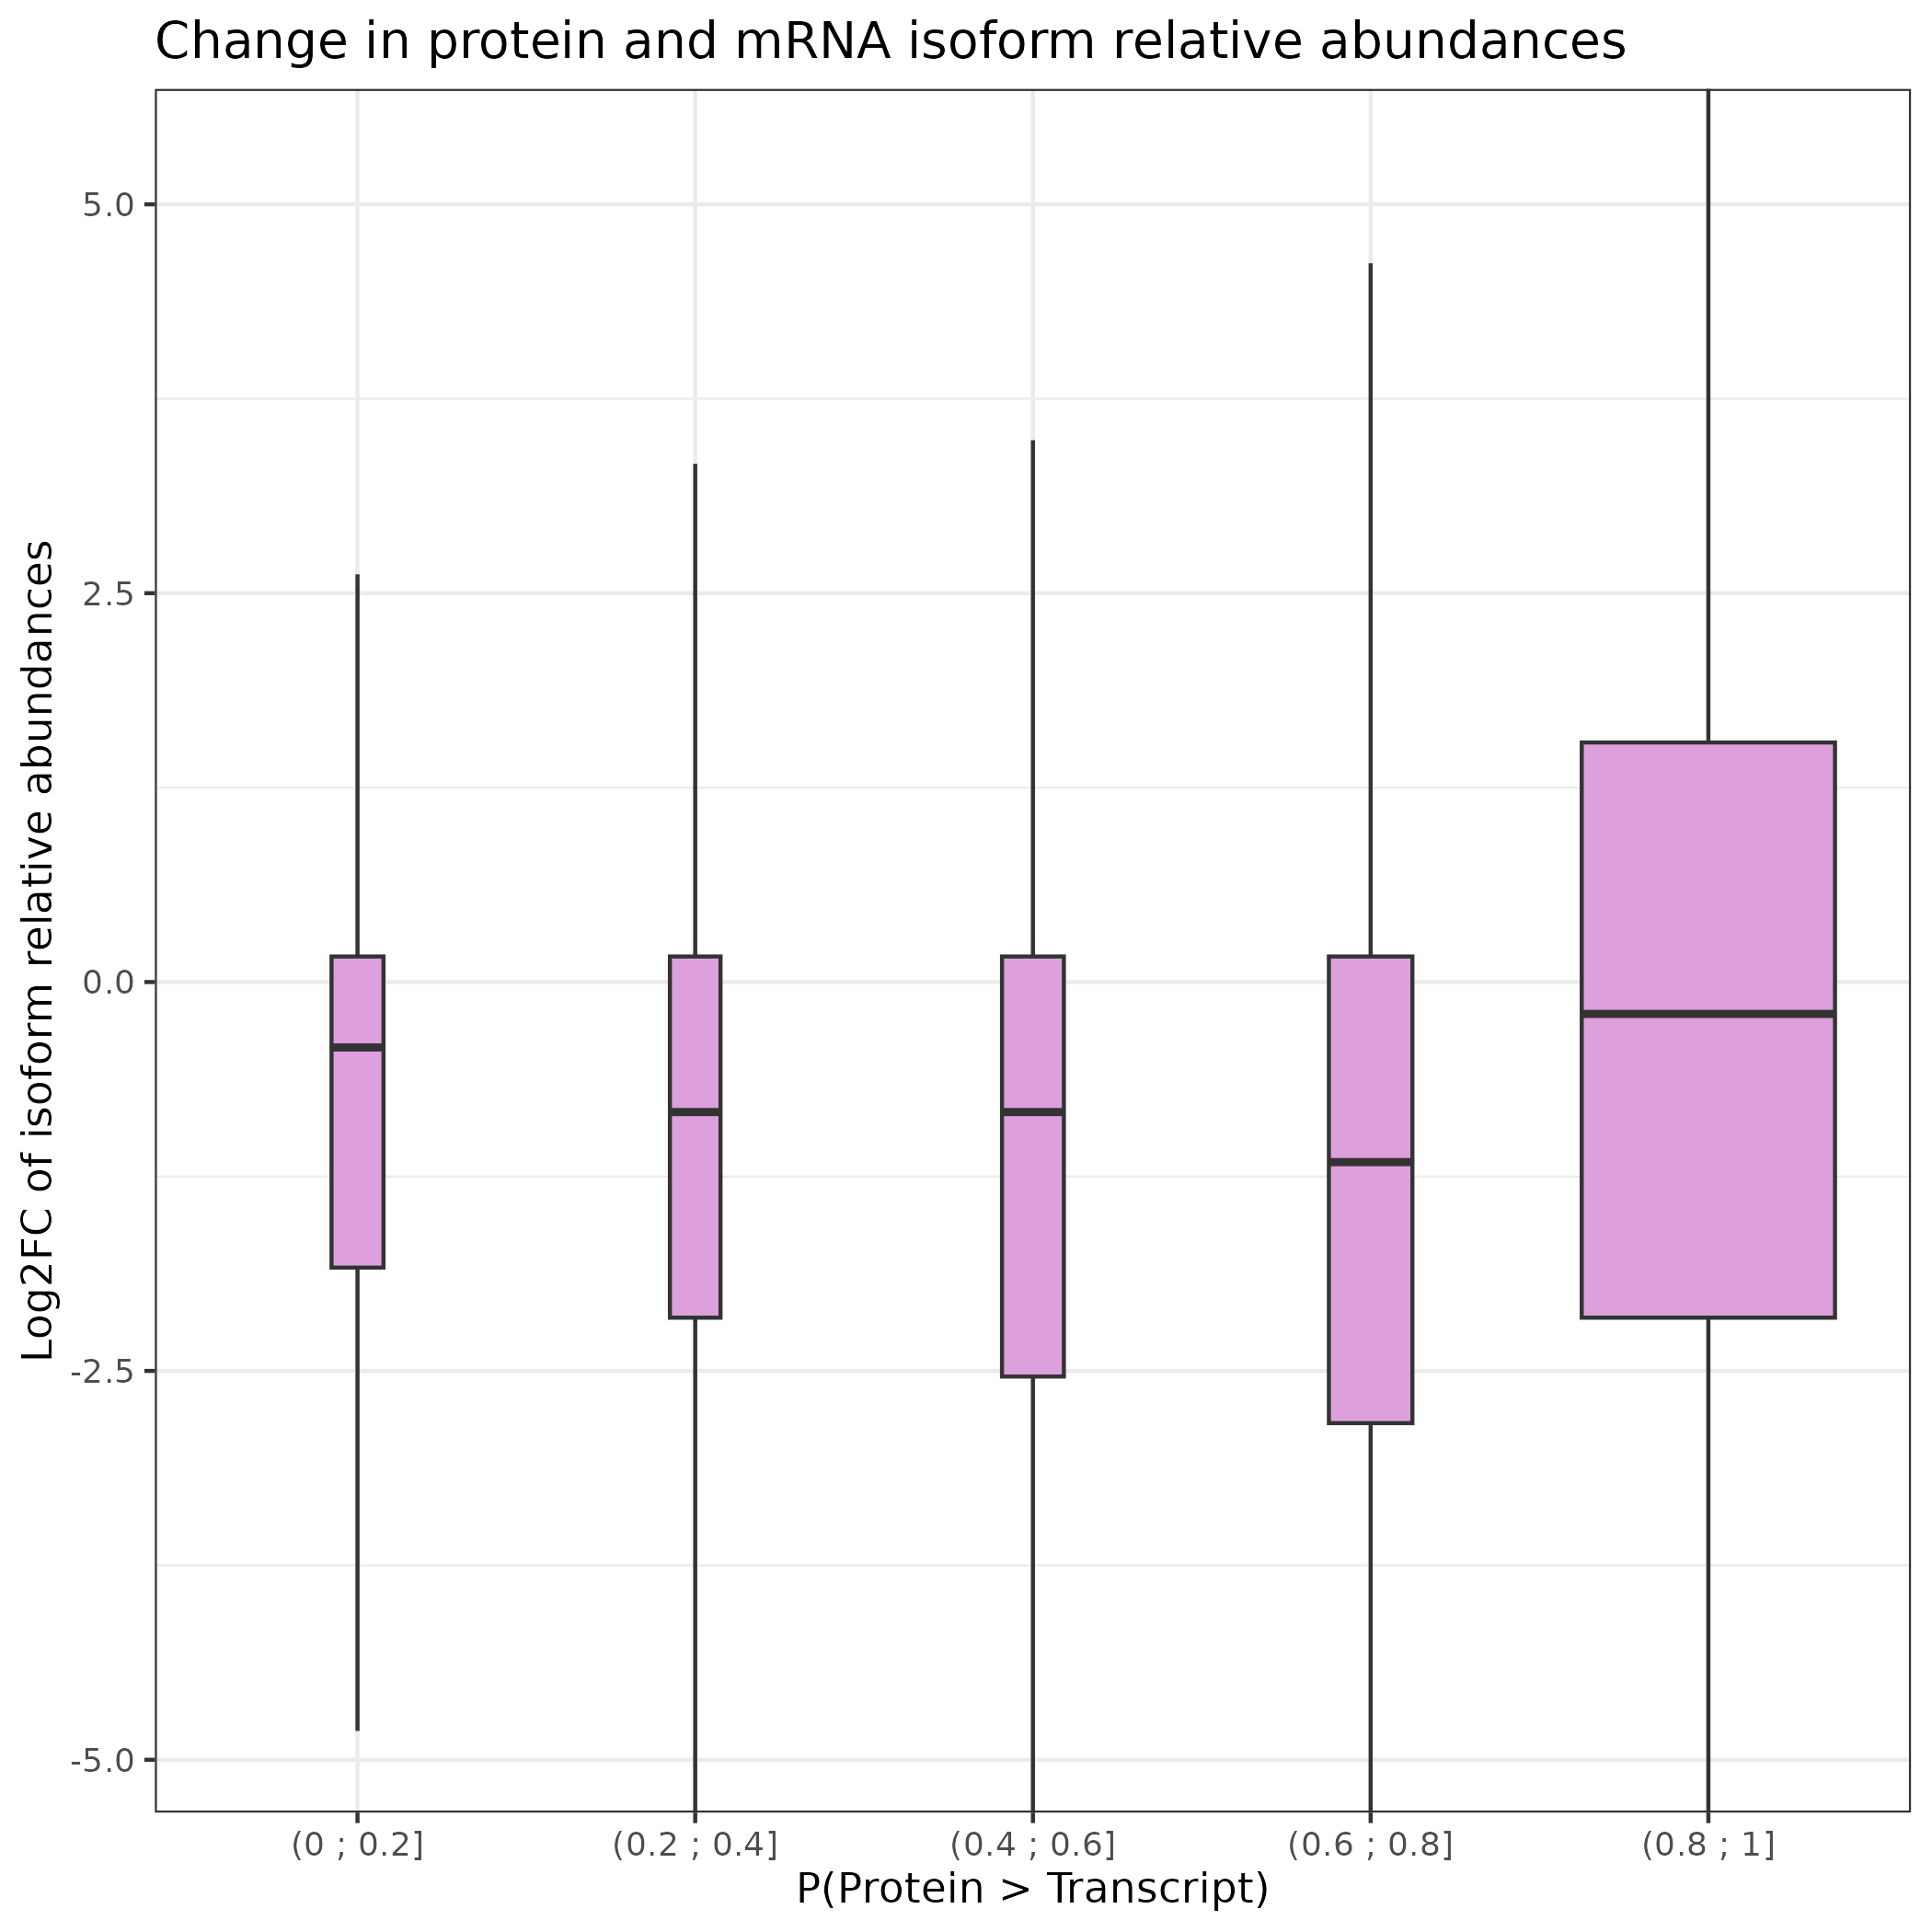 Change in protein and mRNA isoform relative abundances
Log2FC of isoform relative abundances
5.0
2.5
0.0
-2.5
-5.0
(0 ; 0.2]
(0.2 ; 0.4]
(0.4 ; 0.6]
(0.6 ; 0.8]
(0.8 ; 1]
P(Protein > Transcript)